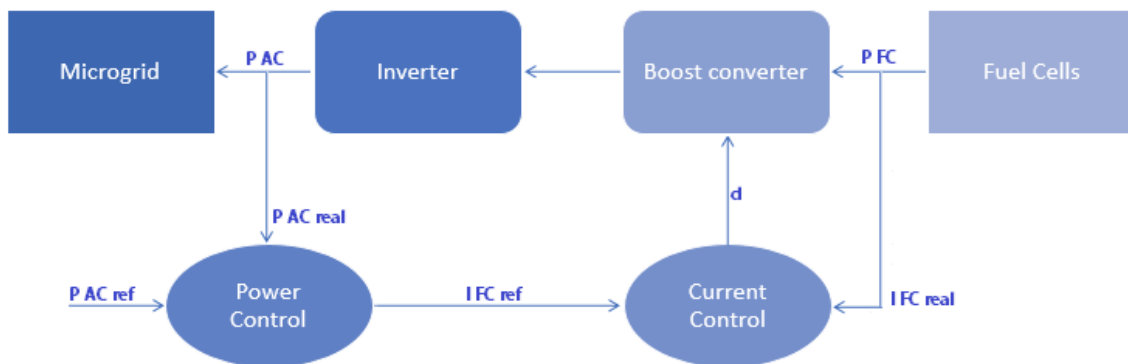 P AC
P FC
Microgrid
Inverter
Boost converter
Fuel Cells
d
P AC real
P AC ref
Power
Control
I FC ref
Current
Control
I FC real